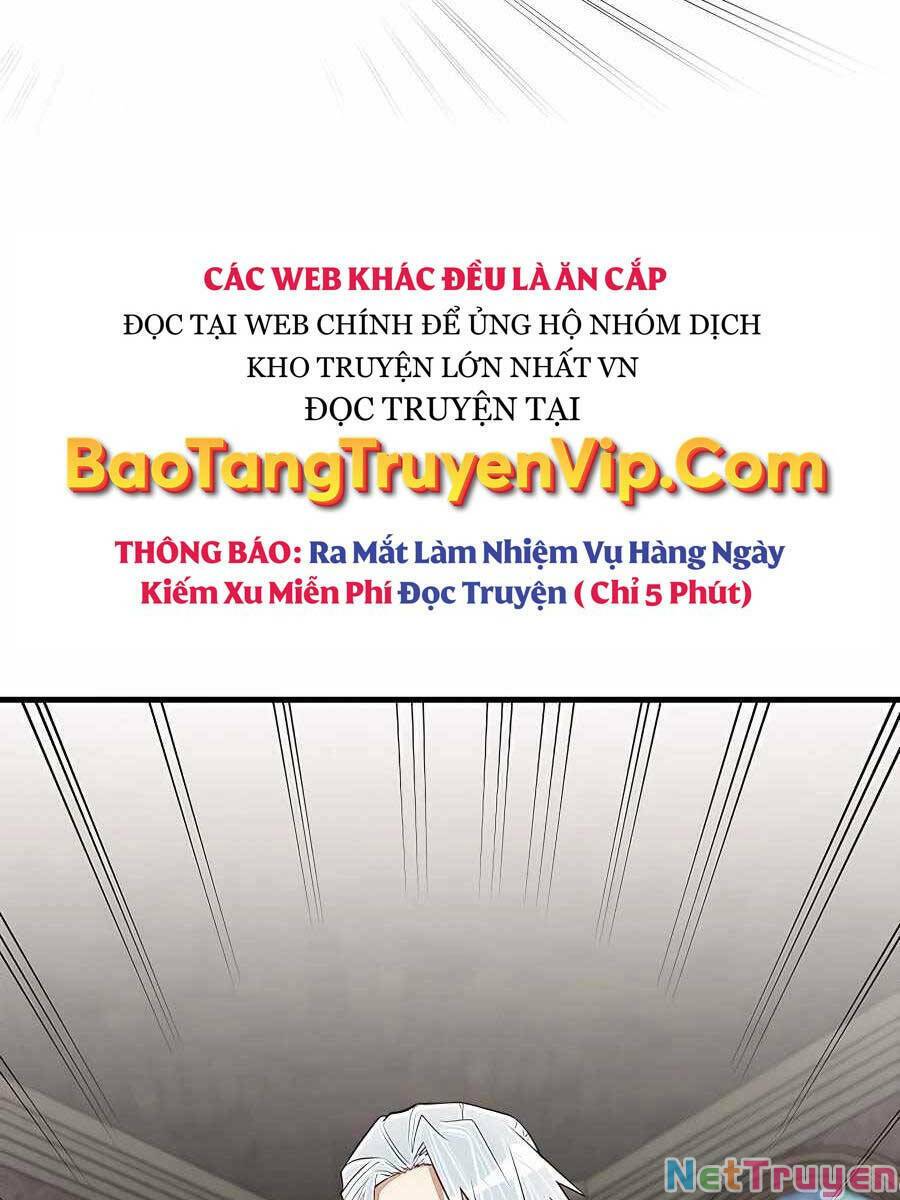 CÁC WEB KHÁC ĐỀU LÀ ĂN CẮP
ĐỌC TẠI WEB CHÍNH ĐỂ ỦNG HỘ NHÓM DỊCH
KHO TRUYỆN LỚN NHẤT VN
ĐỌC TRUYỆN TẠI
BaoTangTruyenVip.Com
THÔNG BÁO: Ra Mắt Làm Nhiệm Vụ Hàng Ngày
Kiếm Xu Miễn Phí Đọc Truyện ( Chỉ 5 Phút)
NetTruyen